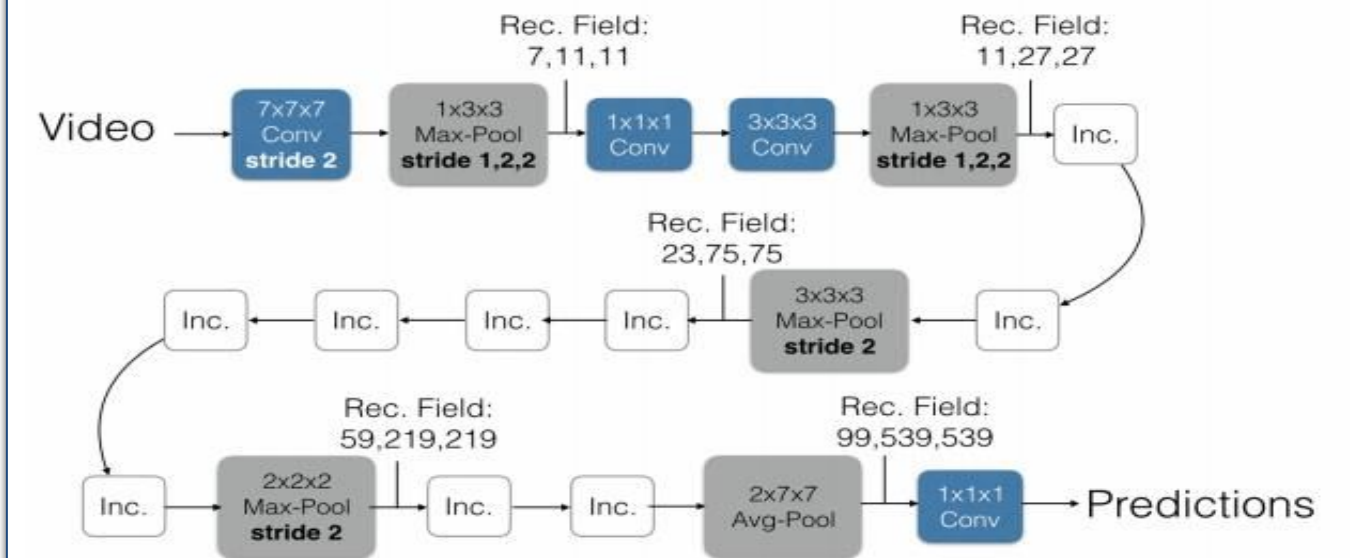 Rec. Field:
7,11,11
Rec. Field:
11,27,27
Video
7x7x7
Conv
stride 2
1x3x3
Max-Pool
stride 1,2,2
1x1x1
Conv
3x3x3
Conv
1x3x3
Max-Pool
stride 1,2,2
Inc.
Rec. Field:
23,75,75
Inc.
3x3x3
Max-Pool
stride 2
Inc.
Inc.
Inc.
Inc.
Rec. Field:
59,219,219
Rec. Field:
99,539,539
Inc.
2x2x2
Max-Pool
stride 2
Inc.
Inc.
2x7x7
Avg-Pool
1x1x1
Conv
Predictions